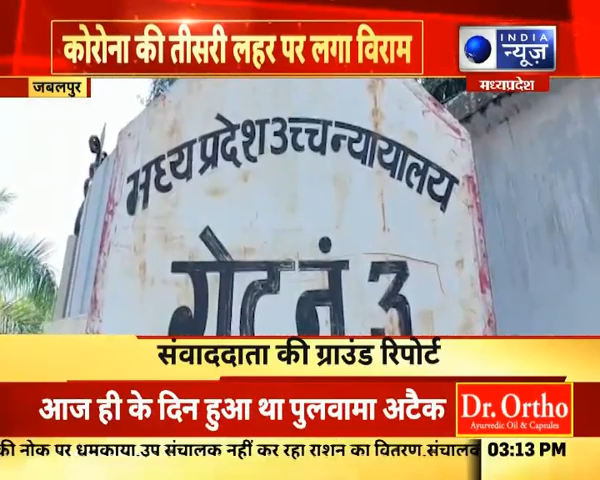 कोरोना की तीसरी लहर पर लगा विराम
INDIA
न्यूज़
मध्यप्रदेश
जबलपुर
मध्य प्रदेश उच्च न्यायालय
गेट नं 3
संवाददाता की ग्राउंड रिपोर्ट
आज ही के दिन हुआ था पुलवामा अटैक
Dr. Ortho
Ayurvedic Oil & Capsules
की नोक पर धमकाया.उप संचालक नहीं कर रहा राशन का वितरण.संचालक
03:13 PM